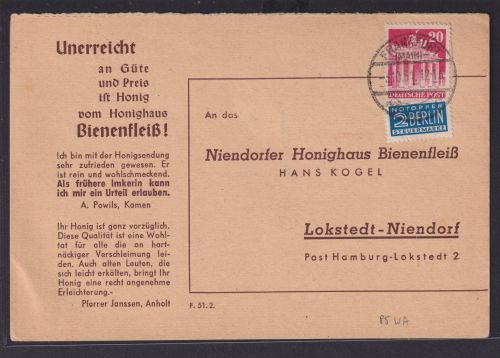 Unerreicht
an Güte
und Preis
ist Honig
vom Honighaus
Bienenfleiß!
Ich bin mit der Honigsendung
sehr zufrieden gewesen. Er
ist rein und wohlschmeckend.
Als frühere Imkerin kann
ich mir ein Urteil erlauben.
A. Powils, Kamen
Ihr Honig ist ganz vorzüglich.
Diese Qualität ist eine Wohl-
tat für alle die an hart-
näckiger Verschleimung lei-
den. Auch alten Leuten, die
sich leicht erkälten, bringt Ihr
Honig eine recht angenehme
Erleichterung.-
Pfarrer Janssen, Anholt
20
FRANKFURT
(MAIN)
DEUTSCHE POST
NOTOPFER
2 BERLIN
STEUERMARKE
An das
Niendorfer Honighaus Bienenfleiß
HANS KOGEL
Lokstedt-Niendorf
Post Hamburg-Lokstedt 2
F. 51. 2.
85 WA